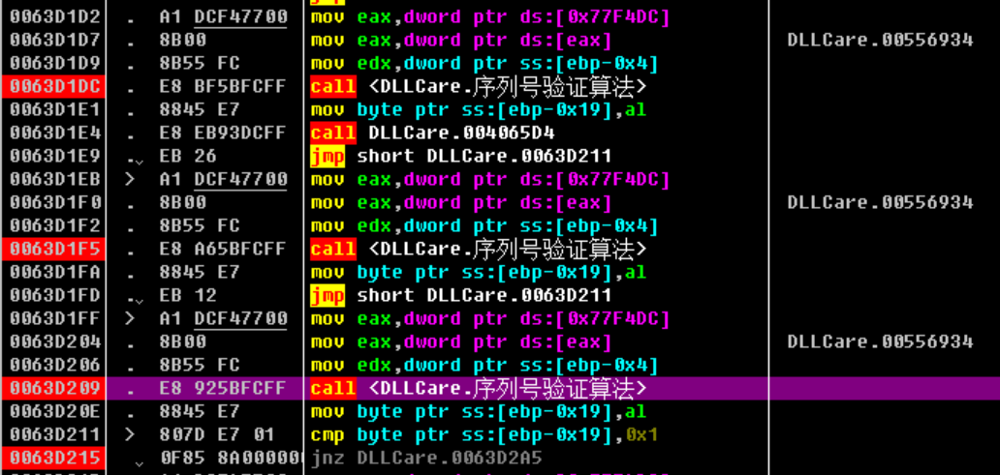 jmp
0063D1D2 . A1 DCF47700 mov eax,dword ptr ds:[0x77F4DC]
0063D1D7 . 8B00 mov eax,dword ptr ds:[eax] DLLCare.00556934
0063D1D9 . 8B55 FC mov edx,dword ptr ss:[ebp-0x4]
0063D1DC . E8 BF5BFCFF call <DLLCare.序列号验证算法>
0063D1E1 . 8845 E7 mov byte ptr ss:[ebp-0x19],al
0063D1E4 . E8 EB93DCFF call DLLCare.004065D4
0063D1E9 .⌄ EB 26 jmp short DLLCare.0063D211
0063D1EB > A1 DCF47700 mov eax,dword ptr ds:[0x77F4DC]
0063D1F0 . 8B00 mov eax,dword ptr ds:[eax] DLLCare.00556934
0063D1F2 . 8B55 FC mov edx,dword ptr ss:[ebp-0x4]
0063D1F5 . E8 A65BFCFF call <DLLCare.序列号验证算法>
0063D1FA . 8845 E7 mov byte ptr ss:[ebp-0x19],al
0063D1FD .⌄ EB 12 jmp short DLLCare.0063D211
0063D1FF > A1 DCF47700 mov eax,dword ptr ds:[0x77F4DC]
0063D204 . 8B00 mov eax,dword ptr ds:[eax] DLLCare.00556934
0063D206 . 8B55 FC mov edx,dword ptr ss:[ebp-0x4]
0063D209 . E8 925BFCFF call <DLLCare.序列号验证算法>
0063D20E . 8845 E7 mov byte ptr ss:[ebp-0x19],al
0063D211 > 807D E7 01 cmp byte ptr ss:[ebp-0x19],0x1
0063D215 ⌄ 0F85 8A000000 jnz DLLCare.0063D2A5